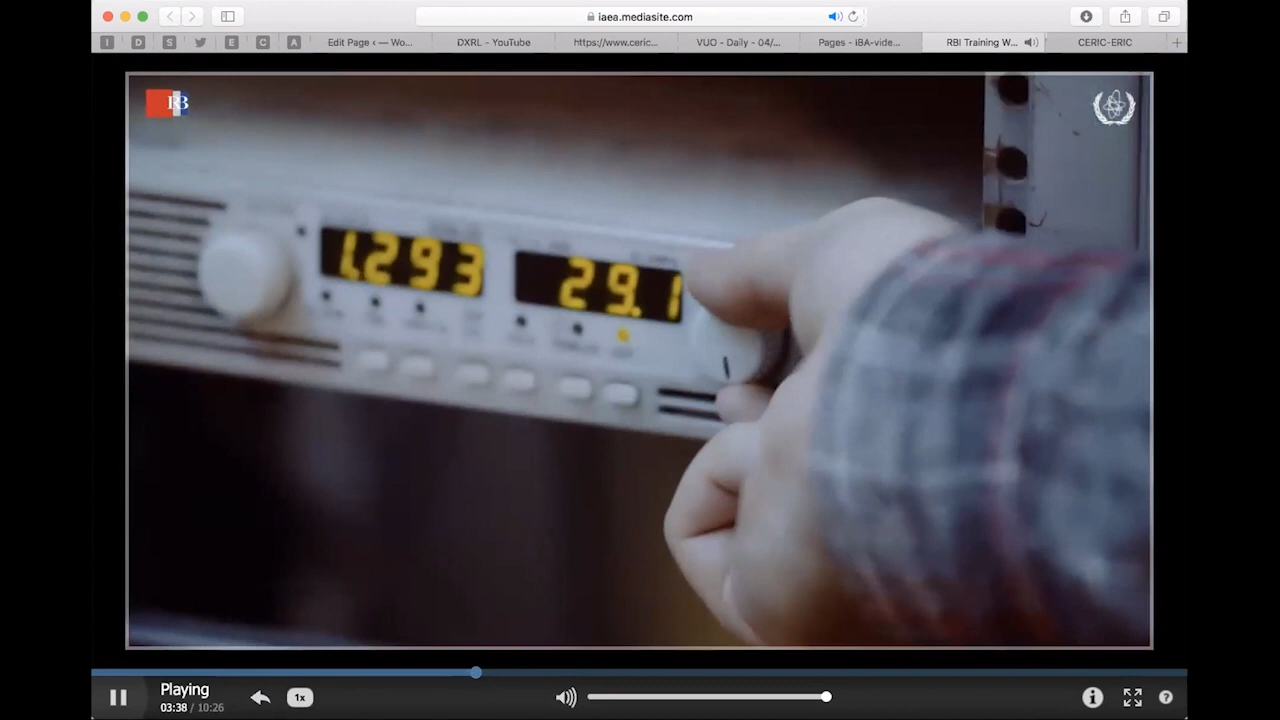 iaea.mediasite.com
I D S E C A Edit Page ‹ — Wo... DXRL - YouTube https://www.ceric... VUO - Daily - 04/... Pages - iBA-vide... RBI Training W... CERIC-ERIC
RB
1.293 29.1
Playing
03:38 / 10:26
1x